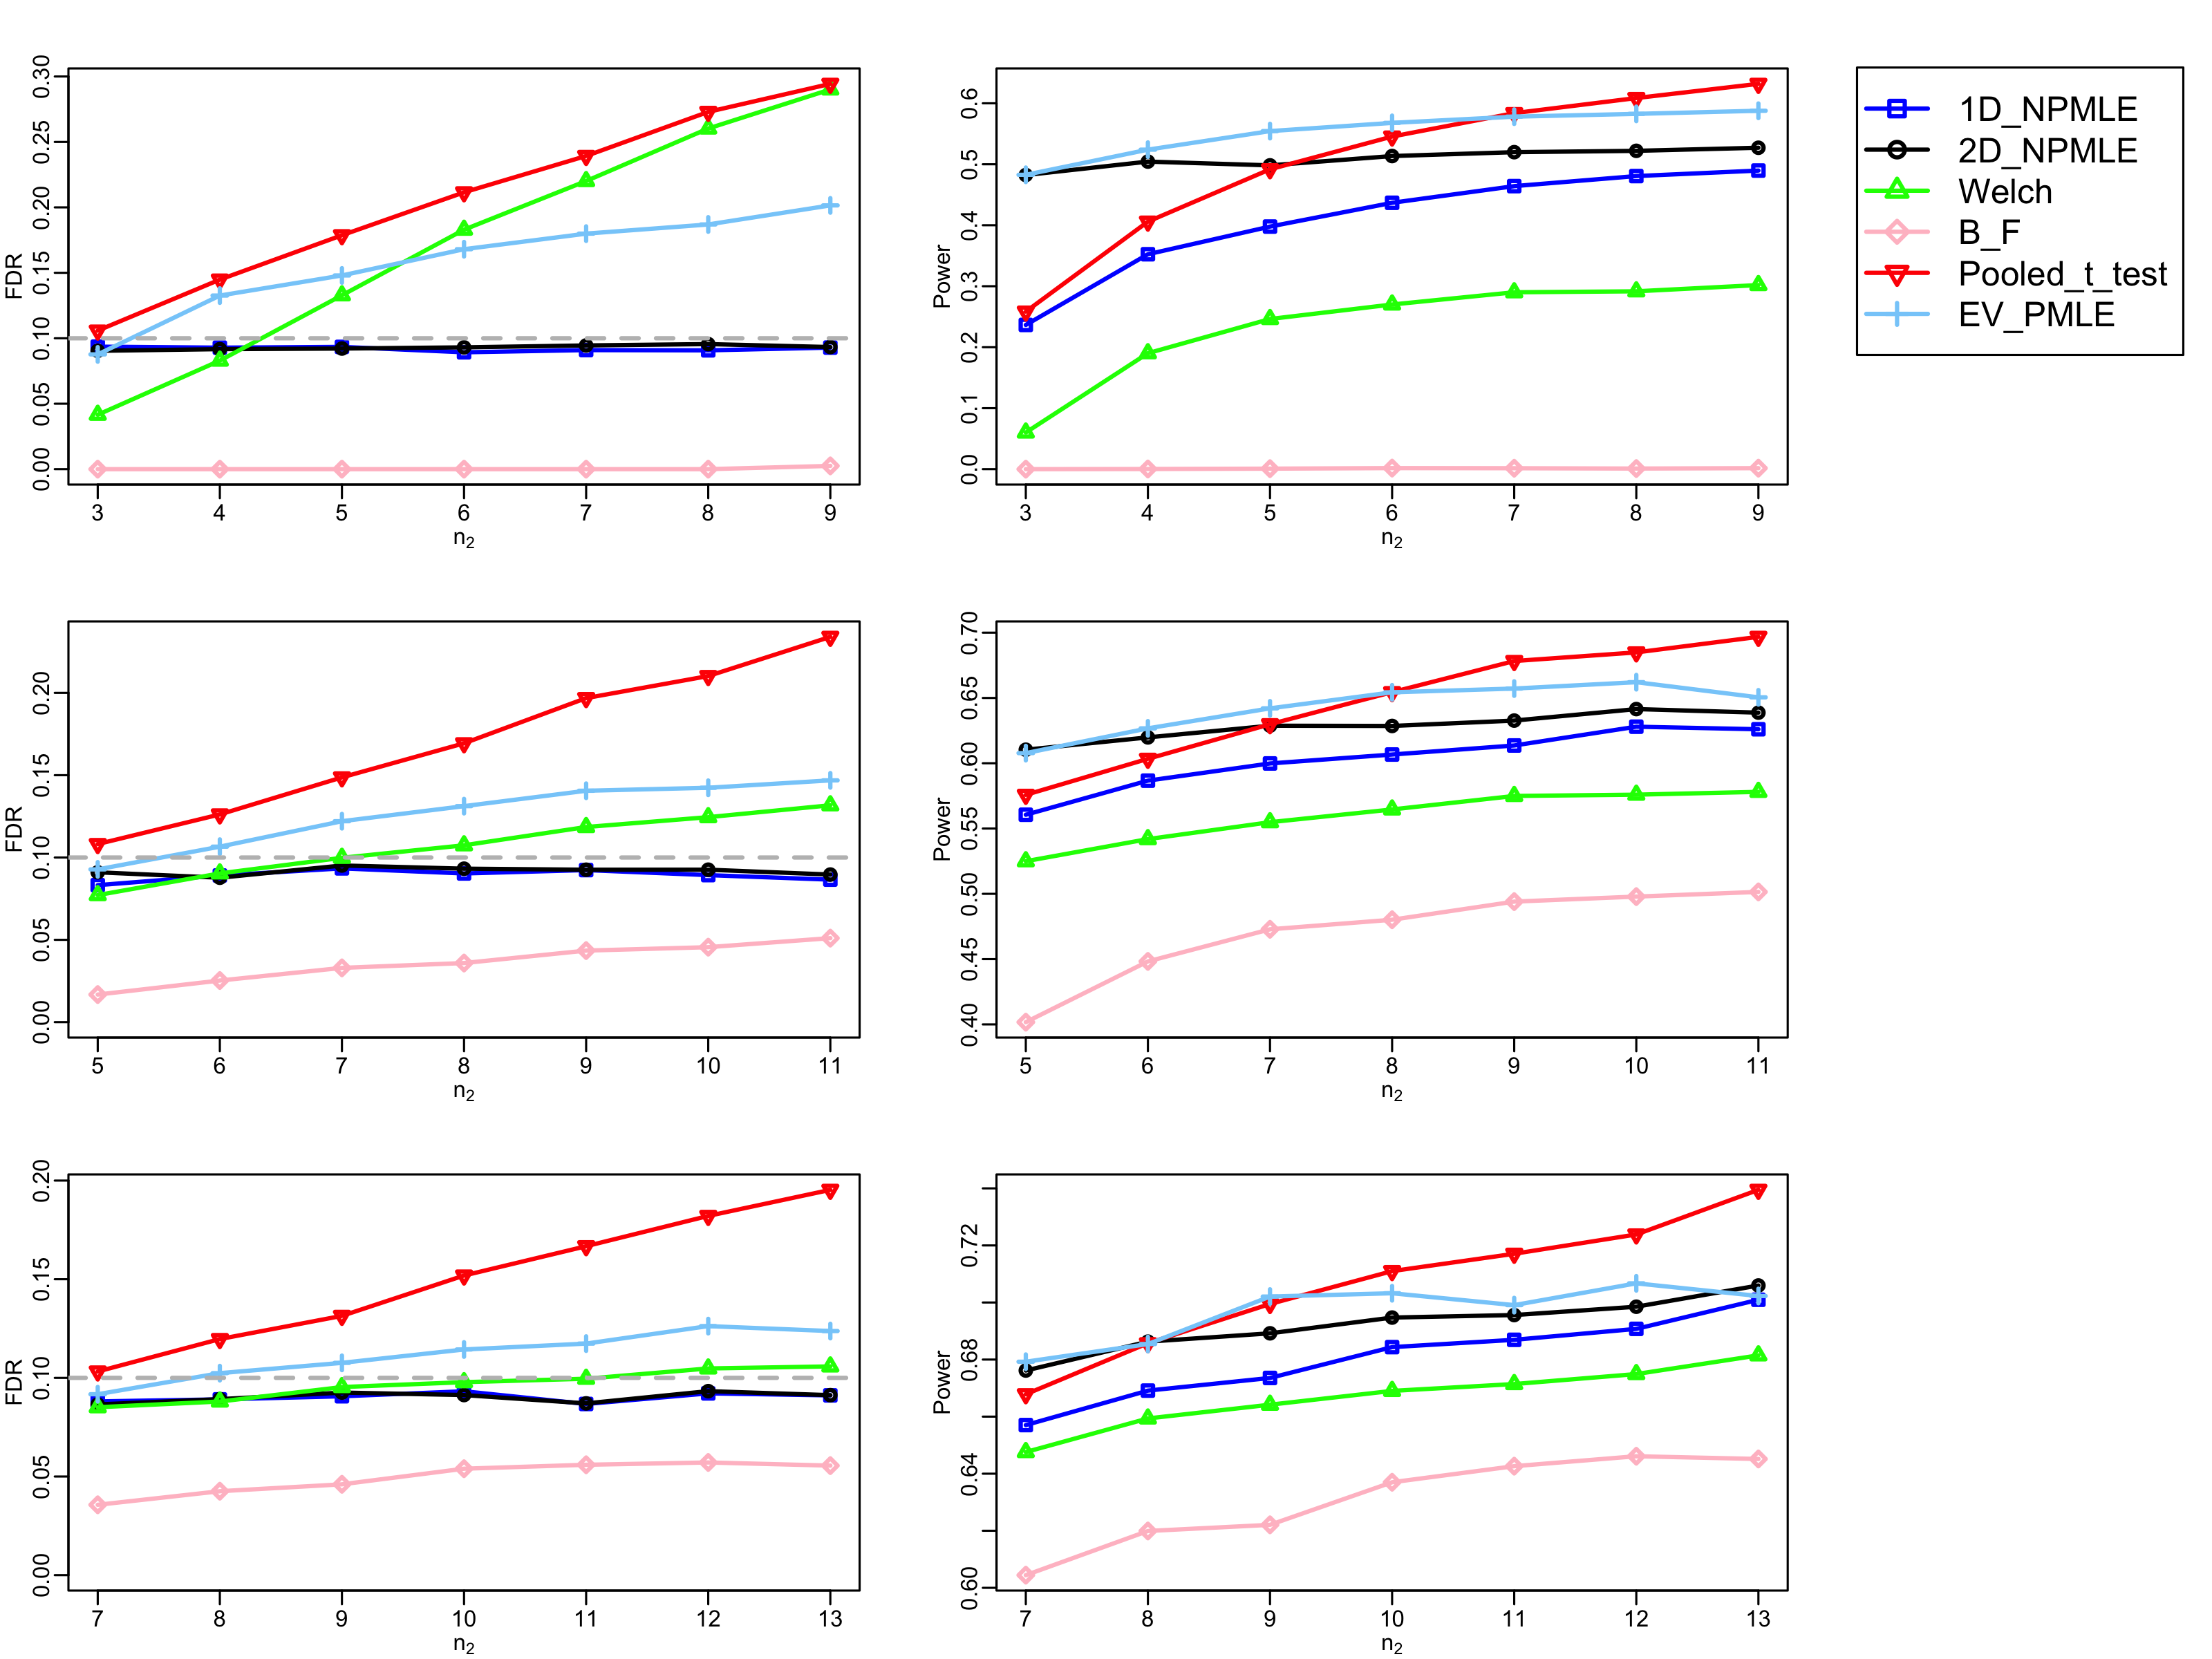 FDR
0.00 0.05 0.10 0.15 0.20 0.25 0.30
3 4 5 6 7 8 9
n₂
Power
0.0 0.1 0.2 0.3 0.4 0.5 0.6
3 4 5 6 7 8 9
n₂
1D_NPMLE
2D_NPMLE
Welch
B_F
Pooled_t_test
EV_PMLE
FDR
0.00 0.05 0.10 0.15 0.20
5 6 7 8 9 10 11
n₂
Power
0.40 0.45 0.50 0.55 0.60 0.65 0.70
5 6 7 8 9 10 11
n₂
FDR
0.00 0.05 0.10 0.15 0.20
7 8 9 10 11 12 13
n₂
Power
0.60 0.64 0.68 0.72
7 8 9 10 11 12 13
n₂